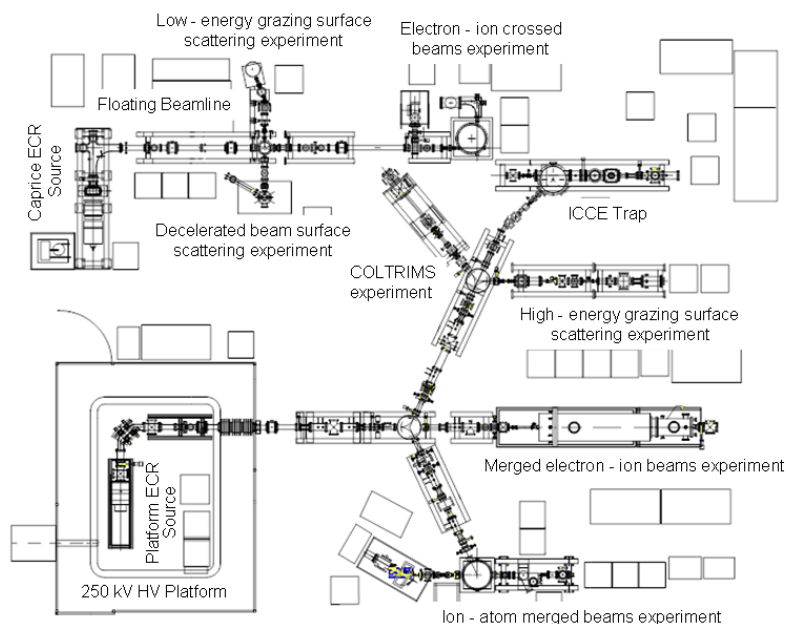 Low - energy grazing surface
scattering experiment
Electron - ion crossed
beams experiment
Floating Beamline
Caprice ECR
Source
ICCE Trap
Decelerated beam surface
scattering experiment
COLTRIMS
experiment
High - energy grazing surface
scattering experiment
Merged electron - ion beams experiment
Platform ECR
Source
250 kV HV Platform
Ion - atom merged beams experiment